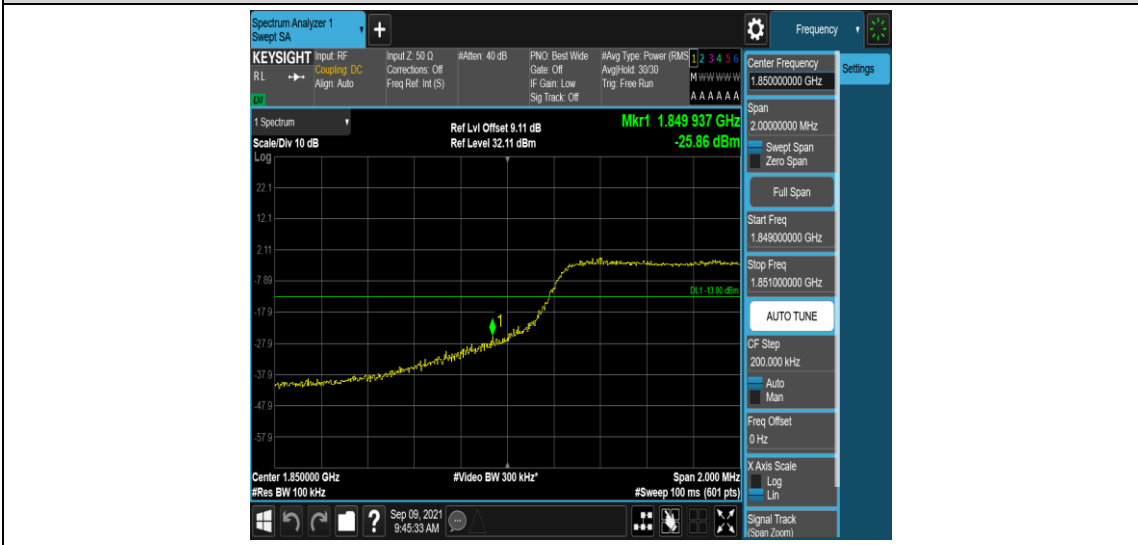 Spectrum Analyzer 1
Swept SA
+
Frequency
KEYSIGHT
RL
LXI
Input: RF
Coupling: DC
Align: Auto
Input Z: 50 Ω
Corrections: Off
Freq Ref: Int (S)
#Atten: 40 dB
PNO: Best Wide
Gate: Off
IF Gain: Low
Sig Track: Off
#Avg Type: Power (RMS
Avg|Hold: 30/30
Trig: Free Run
1 2 3 4 5 6
M W W W W W
A A A A A A
1 Spectrum
Scale/Div 10 dB
Log
Ref Lvl Offset 9.11 dB
Ref Level 32.11 dBm
Mkr1 1.849 937 GHz
-25.86 dBm
22.1
12.1
2.11
-7.89
-17.9
-27.9
-37.9
-47.9
-57.9
DL1 -13.00 dBm
1
Center 1.850000 GHz
#Res BW 100 kHz
#Video BW 300 kHz*
Span 2.000 MHz
#Sweep 100 ms (601 pts)
Center Frequency
1.850000000 GHz
Settings
Span
2.00000000 MHz
Swept Span
Zero Span
Full Span
Start Freq
1.849000000 GHz
Stop Freq
1.851000000 GHz
AUTO TUNE
CF Step
200.000 kHz
Auto
Man
Freq Offset
0 Hz
X Axis Scale
Log
Lin
Signal Track
(Span Zoom)
?
Sep 09, 2021
9:45:33 AM